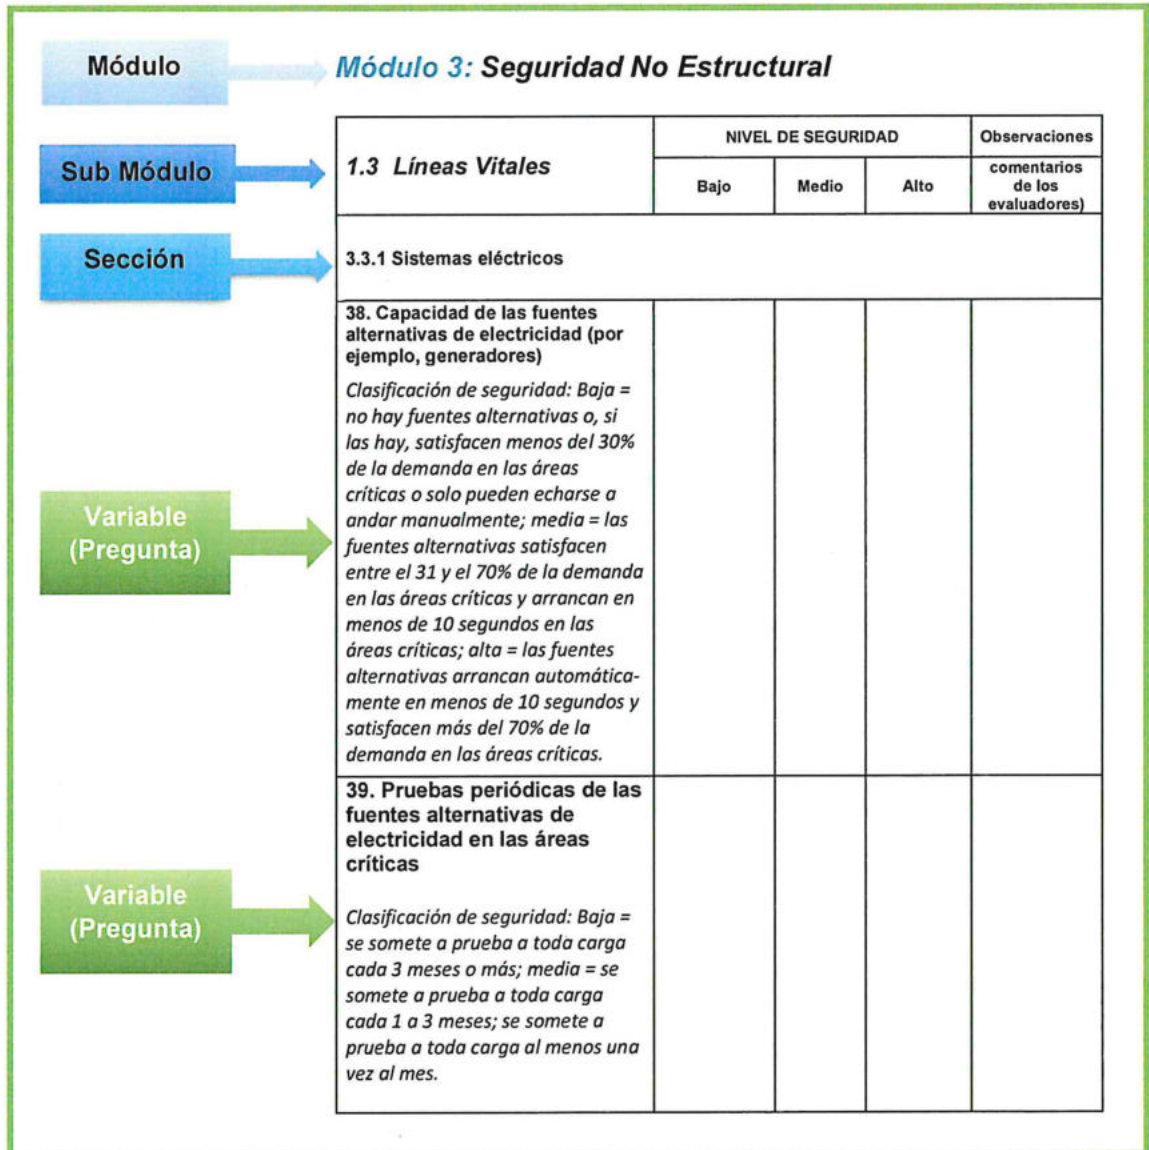 Módulo
Módulo 3: Seguridad No Estructural
Sub Módulo
1.3 Líneas Vitales
NIVEL DE SEGURIDAD
Observaciones
Bajo
Medio
Alto
comentarios
de los
evaluadores)
Sección
3.3.1 Sistemas eléctricos
38. Capacidad de las fuentes
alternativas de electricidad (por
ejemplo, generadores)
Clasificación de seguridad: Baja =
no hay fuentes alternativas o, si
las hay, satisfacen menos del 30%
de la demanda en las áreas
críticas o solo pueden echarse a
andar manualmente; media = las
fuentes alternativas satisfacen
entre el 31 y el 70% de la demanda
en las áreas críticas y arrancan en
menos de 10 segundos en las
áreas críticas; alta = las fuentes
alternativas arrancan automática-
mente en menos de 10 segundos y
satisfacen más del 70% de la
demanda en las áreas críticas.
Variable
(Pregunta)
39. Pruebas periódicas de las
fuentes alternativas de
electricidad en las áreas
críticas
Clasificación de seguridad: Baja =
se somete a prueba a toda carga
cada 3 meses o más; media = se
somete a prueba a toda carga
cada 1 a 3 meses; se somete a
prueba a toda carga al menos una
vez al mes.
Variable
(Pregunta)